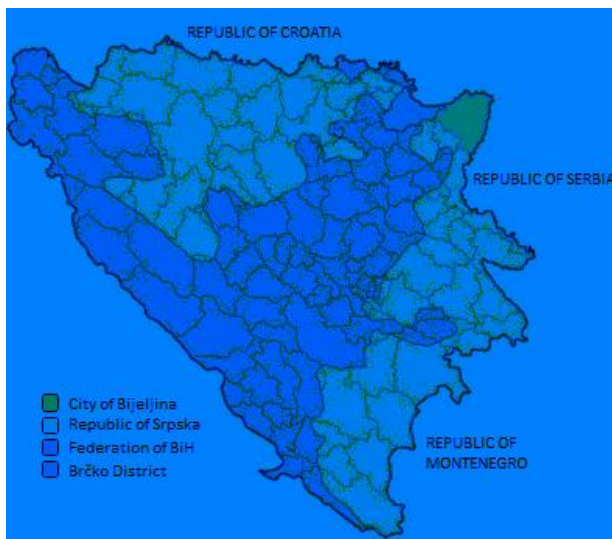 REPUBLIC OF CROATIA
REPUBLIC OF SERBIA
City of Bijeljina
Republic of Srpska
Federation of BiH
Brčko District
REPUBLIC OF
MONTENEGRO